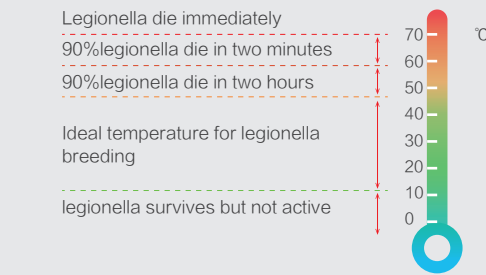 Legionella die immediately
90%legionella die in two minutes
90%legionella die in two hours
Ideal temperature for legionella
breeding
legionella survives but not active
℃
70
60
50
40
30
20
10
0